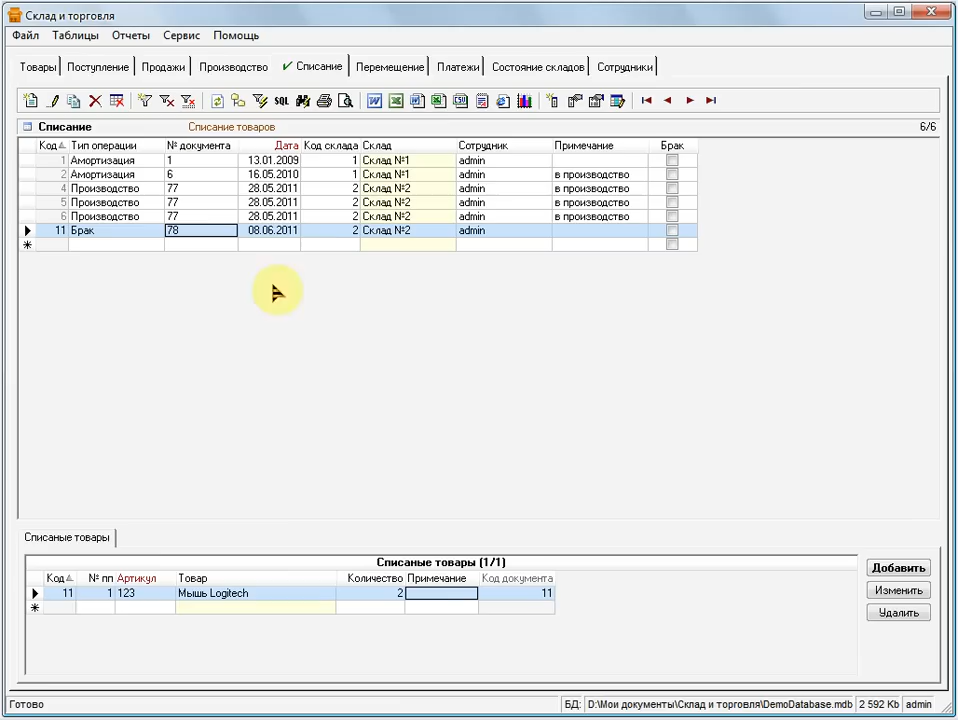 Склад и торговля
Файл Таблицы Отчеты Сервис Помощь
Товары Поступление Продажи Производство Списание Перемещение Платежи Состояние складов Сотрудники
SQL W X W X CSV
Списание Списание товаров 6/6
Код Тип операции № документа Дата Код склада Склад Сотрудник Примечание Брак
1 Амортизация 1 13.01.2009 1 Склад №1 admin
2 Амортизация 6 16.05.2010 1 Склад №1 admin в производство
4 Производство 77 28.05.2011 2 Склад №2 admin в производство
5 Производство 77 28.05.2011 2 Склад №2 admin в производство
6 Производство 77 28.05.2011 2 Склад №2 admin в производство
11 Брак 78 08.06.2011 2 Склад №2 admin
Списаные товары
Списаные товары (1/1)
Код № пп Артикул Товар Количество Примечание Код документа
11 1 123 Мышь Logitech 2 11
Добавить
Изменить
Удалить
Готово БД: D:\Мои документы\Склад и торговля\DemoDatabase.mdb 2 592 Kb admin